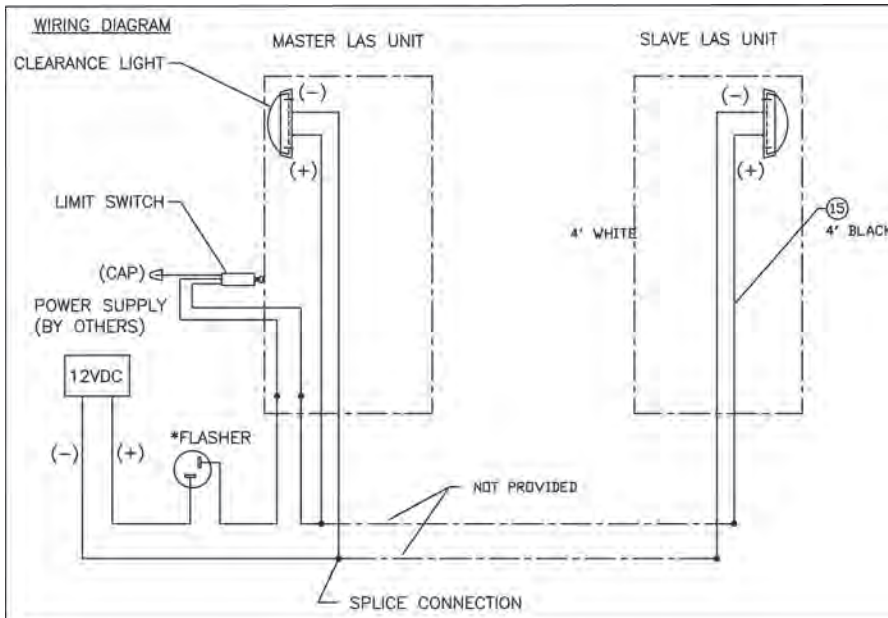 WIRING DIAGRAM
MASTER LAS UNIT
SLAVE LAS UNIT
CLEARANCE LIGHT
(-)
(+)
(-)
(+)
LIMIT SWITCH
15
4' WHITE
4' BLACK
(CAP)
POWER SUPPLY
(BY OTHERS)
12VDC
*FLASHER
(-)
(+)
NOT PROVIDED
SPLICE CONNECTION